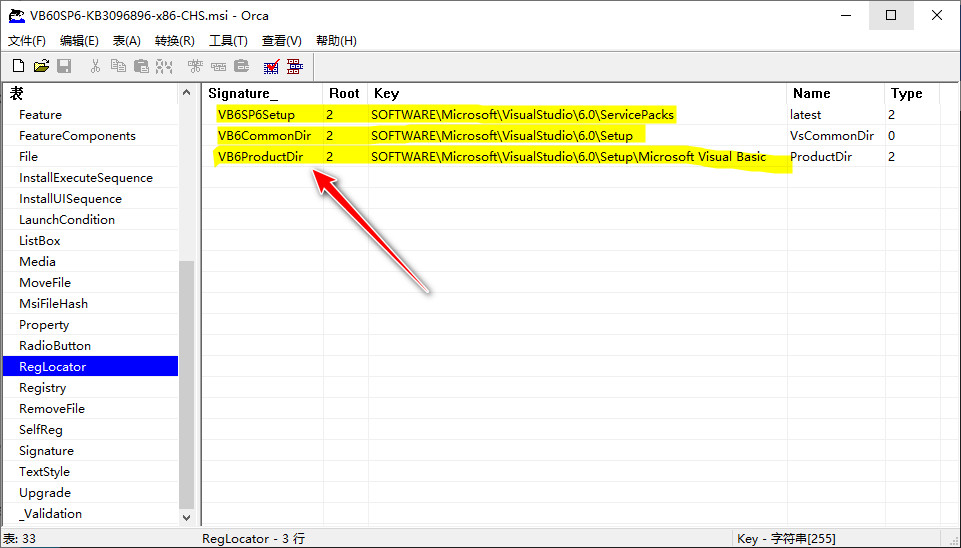 VB60SP6-KB3096896-x86-CHS.msi - Orca
文件(F) 编辑(E) 表(A) 转换(R) 工具(T) 查看(V) 帮助(H)
表
Feature
FeatureComponents
File
InstallExecuteSequence
InstallUISequence
LaunchCondition
ListBox
Media
MoveFile
MsiFileHash
Property
RadioButton
RegLocator
Registry
RemoveFile
SelfReg
Signature
TextStyle
Upgrade
_Validation
Signature_ Root Key Name Type
VB6SP6Setup 2 SOFTWARE\Microsoft\VisualStudio\6.0\ServicePacks latest 2
VB6CommonDir 2 SOFTWARE\Microsoft\VisualStudio\6.0\Setup VsCommonDir 0
VB6ProductDir 2 SOFTWARE\Microsoft\VisualStudio\6.0\Setup\Microsoft Visual Basic ProductDir 2
表: 33 RegLocator - 3 行 Key - 字符串[255]